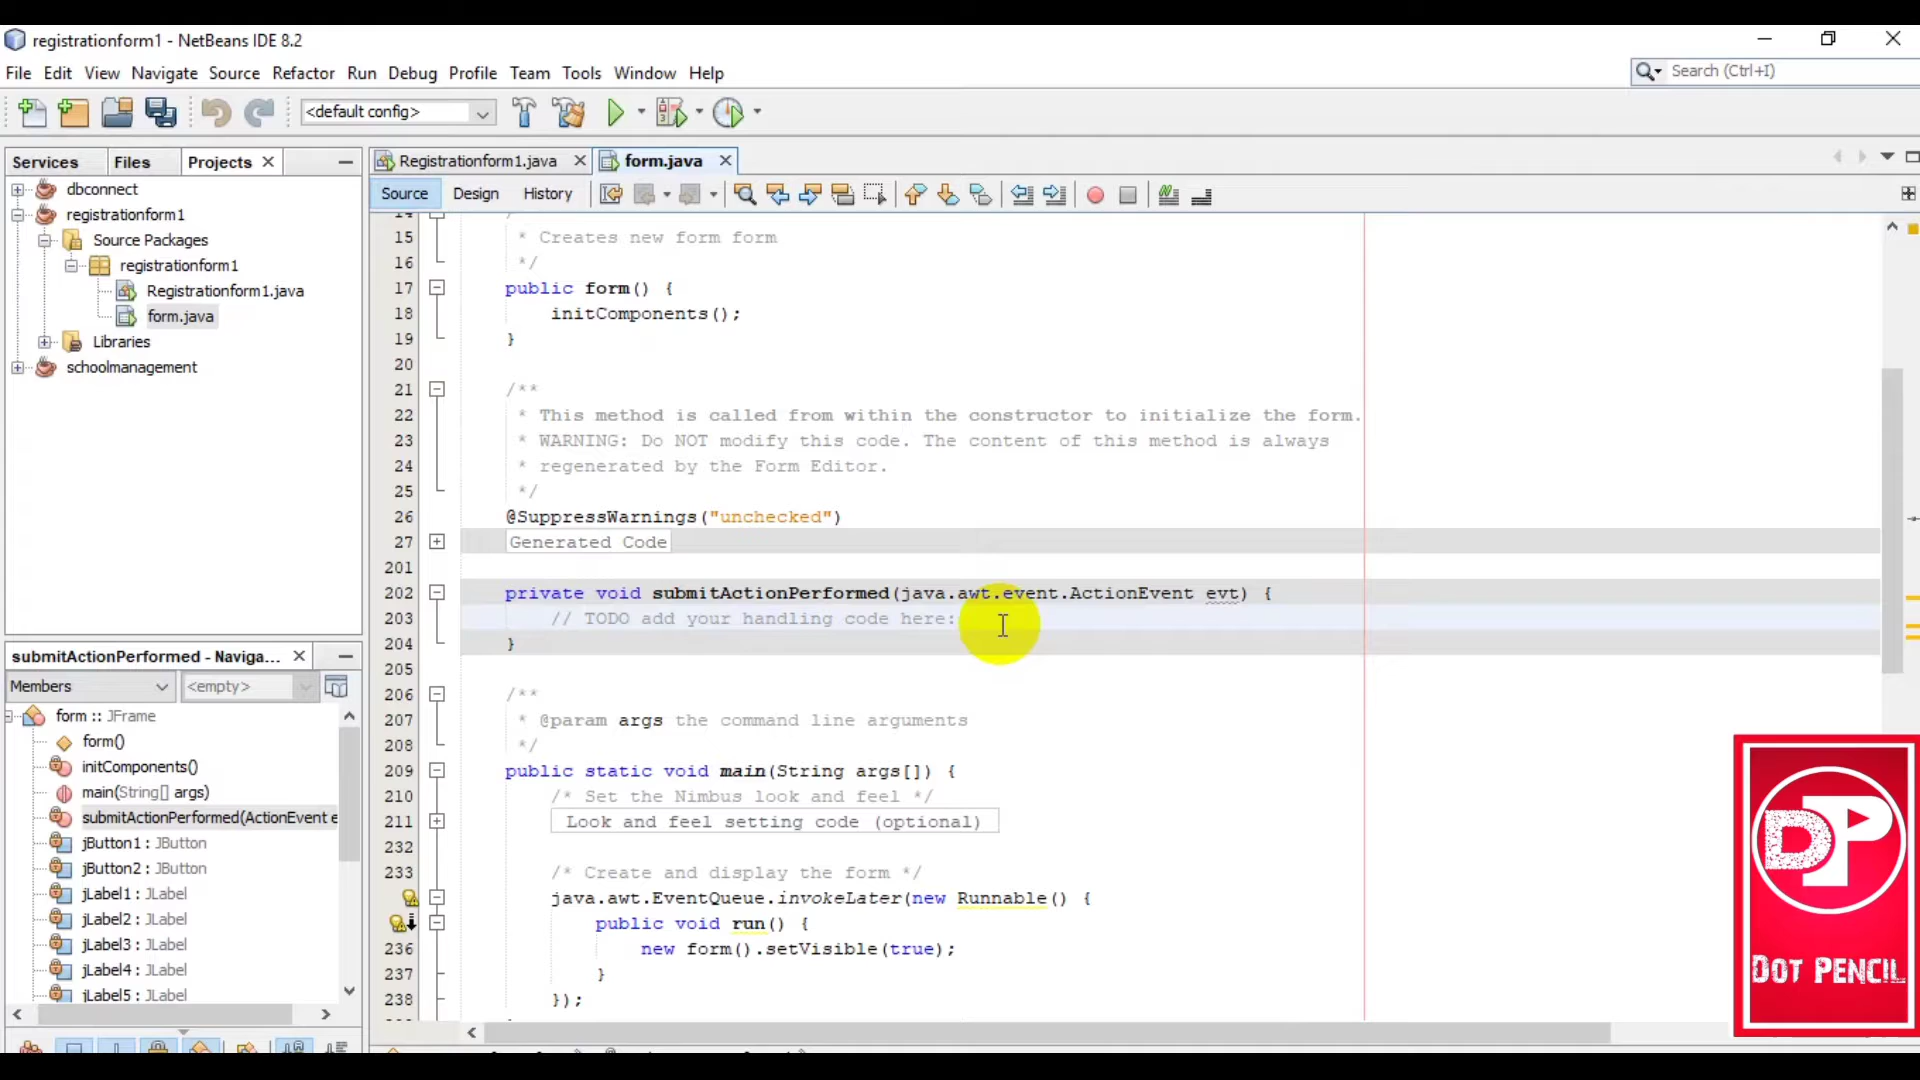 registrationform1 - NetBeans IDE 8.2
File Edit View Navigate Source Refactor Run Debug Profile Team Tools Window Help
Search (Ctrl+I)
<default config>
Services Files Projects
Registrationform1.java form.java
Source Design History
dbconnect
registrationform1
Source Packages
registrationform1
Registrationform1.java
form.java
Libraries
schoolmanagement
14
15 * Creates new form form
16 */
17 public form() {
18 initComponents();
19 }
20
21 /**
22 * This method is called from within the constructor to initialize the form.
23 * WARNING: Do NOT modify this code. The content of this method is always
24 * regenerated by the Form Editor.
25 */
26 @SuppressWarnings("unchecked")
27 Generated Code
201
202 private void submitActionPerformed(java.awt.event.ActionEvent evt) {
203 // TODO add your handling code here:
204 }
205
206 /**
207 * @param args the command line arguments
208 */
209 public static void main(String args[]) {
210 /* Set the Nimbus look and feel */
211 Look and feel setting code (optional)
232
233 /* Create and display the form */
java.awt.EventQueue.invokeLater(new Runnable() {
public void run() {
236 new form().setVisible(true);
237 }
238 });
submitActionPerformed - Naviga...
Members <empty>
form :: JFrame
form()
initComponents()
main(String[] args)
submitActionPerformed(ActionEvent e
jButton1 : JButton
jButton2 : JButton
jLabel1 : JLabel
jLabel2 : JLabel
jLabel3 : JLabel
jLabel4 : JLabel
jLabel5 : JLabel
DP
DOT PENCIL